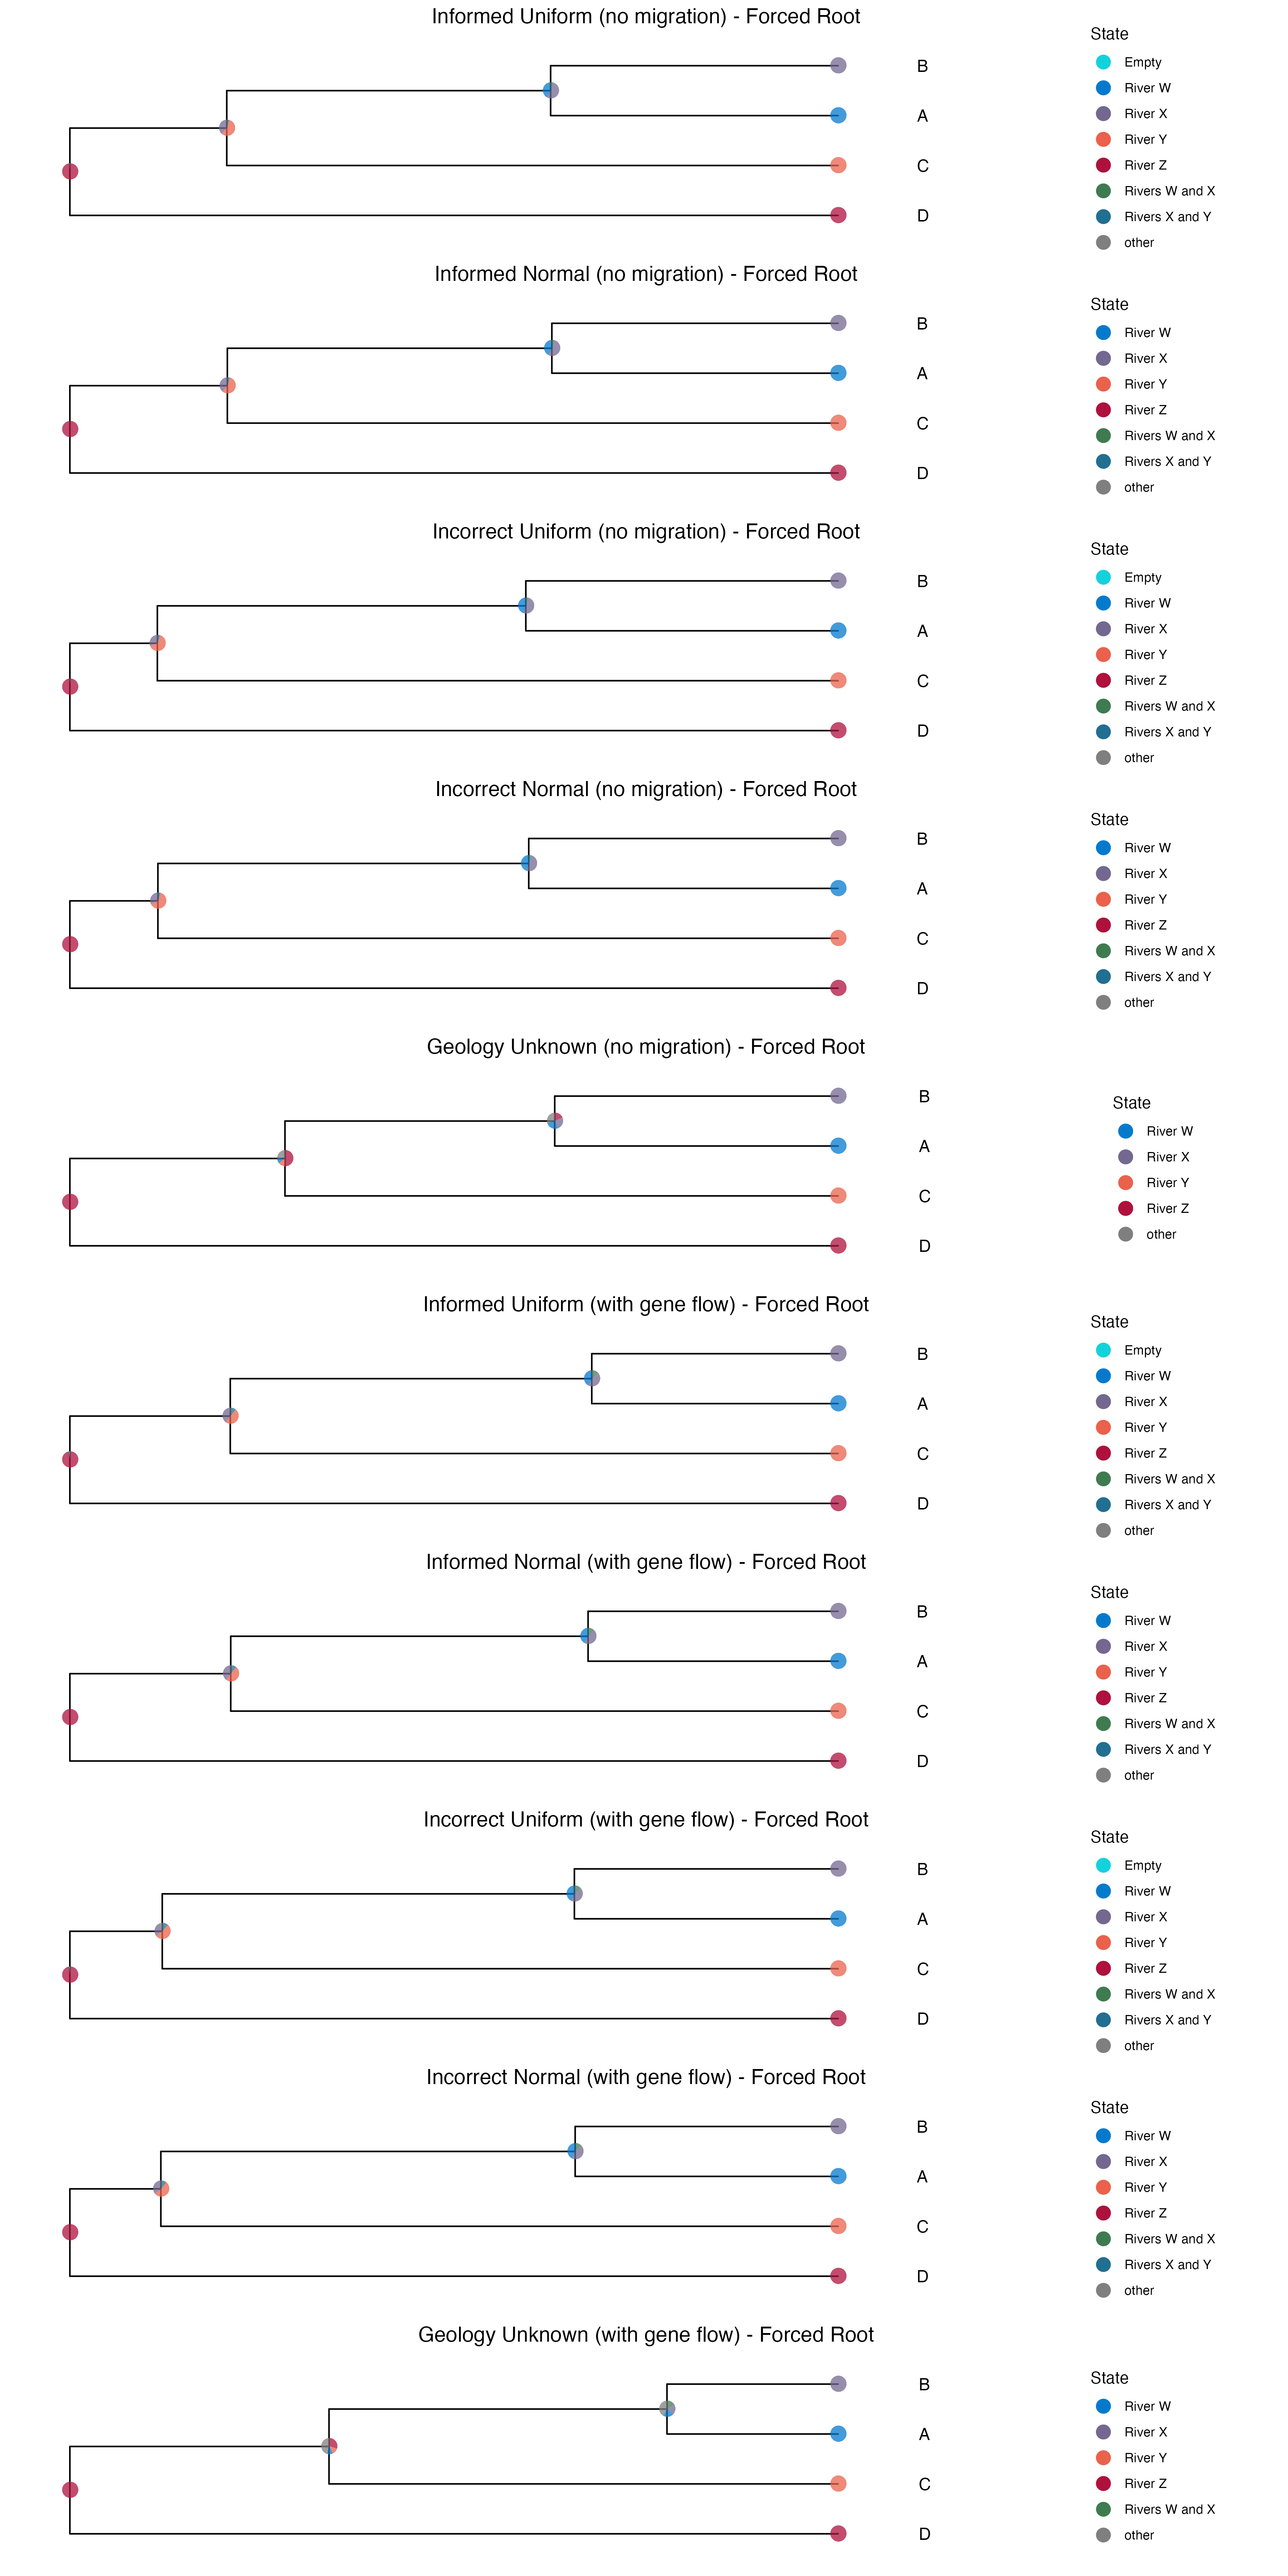 Informed Uniform (no migration) - Forced Root
B
A
C
D
State
Empty
River W
River X
River Y
River Z
Rivers W and X
Rivers X and Y
other
Informed Normal (no migration) - Forced Root
B
A
C
D
State
River W
River X
River Y
River Z
Rivers W and X
Rivers X and Y
other
Incorrect Uniform (no migration) - Forced Root
B
A
C
D
State
Empty
River W
River X
River Y
River Z
Rivers W and X
Rivers X and Y
other
Incorrect Normal (no migration) - Forced Root
B
A
C
D
State
River W
River X
River Y
River Z
Rivers W and X
Rivers X and Y
other
Geology Unknown (no migration) - Forced Root
B
A
C
D
State
River W
River X
River Y
River Z
other
Informed Uniform (with gene flow) - Forced Root
B
A
C
D
State
Empty
River W
River X
River Y
River Z
Rivers W and X
Rivers X and Y
other
Informed Normal (with gene flow) - Forced Root
B
A
C
D
State
River W
River X
River Y
River Z
Rivers W and X
Rivers X and Y
other
Incorrect Uniform (with gene flow) - Forced Root
B
A
C
D
State
Empty
River W
River X
River Y
River Z
Rivers W and X
Rivers X and Y
other
Incorrect Normal (with gene flow) - Forced Root
B
A
C
D
State
River W
River X
River Y
River Z
Rivers W and X
Rivers X and Y
other
Geology Unknown (with gene flow) - Forced Root
B
A
C
D
State
River W
River X
River Y
River Z
Rivers W and X
other